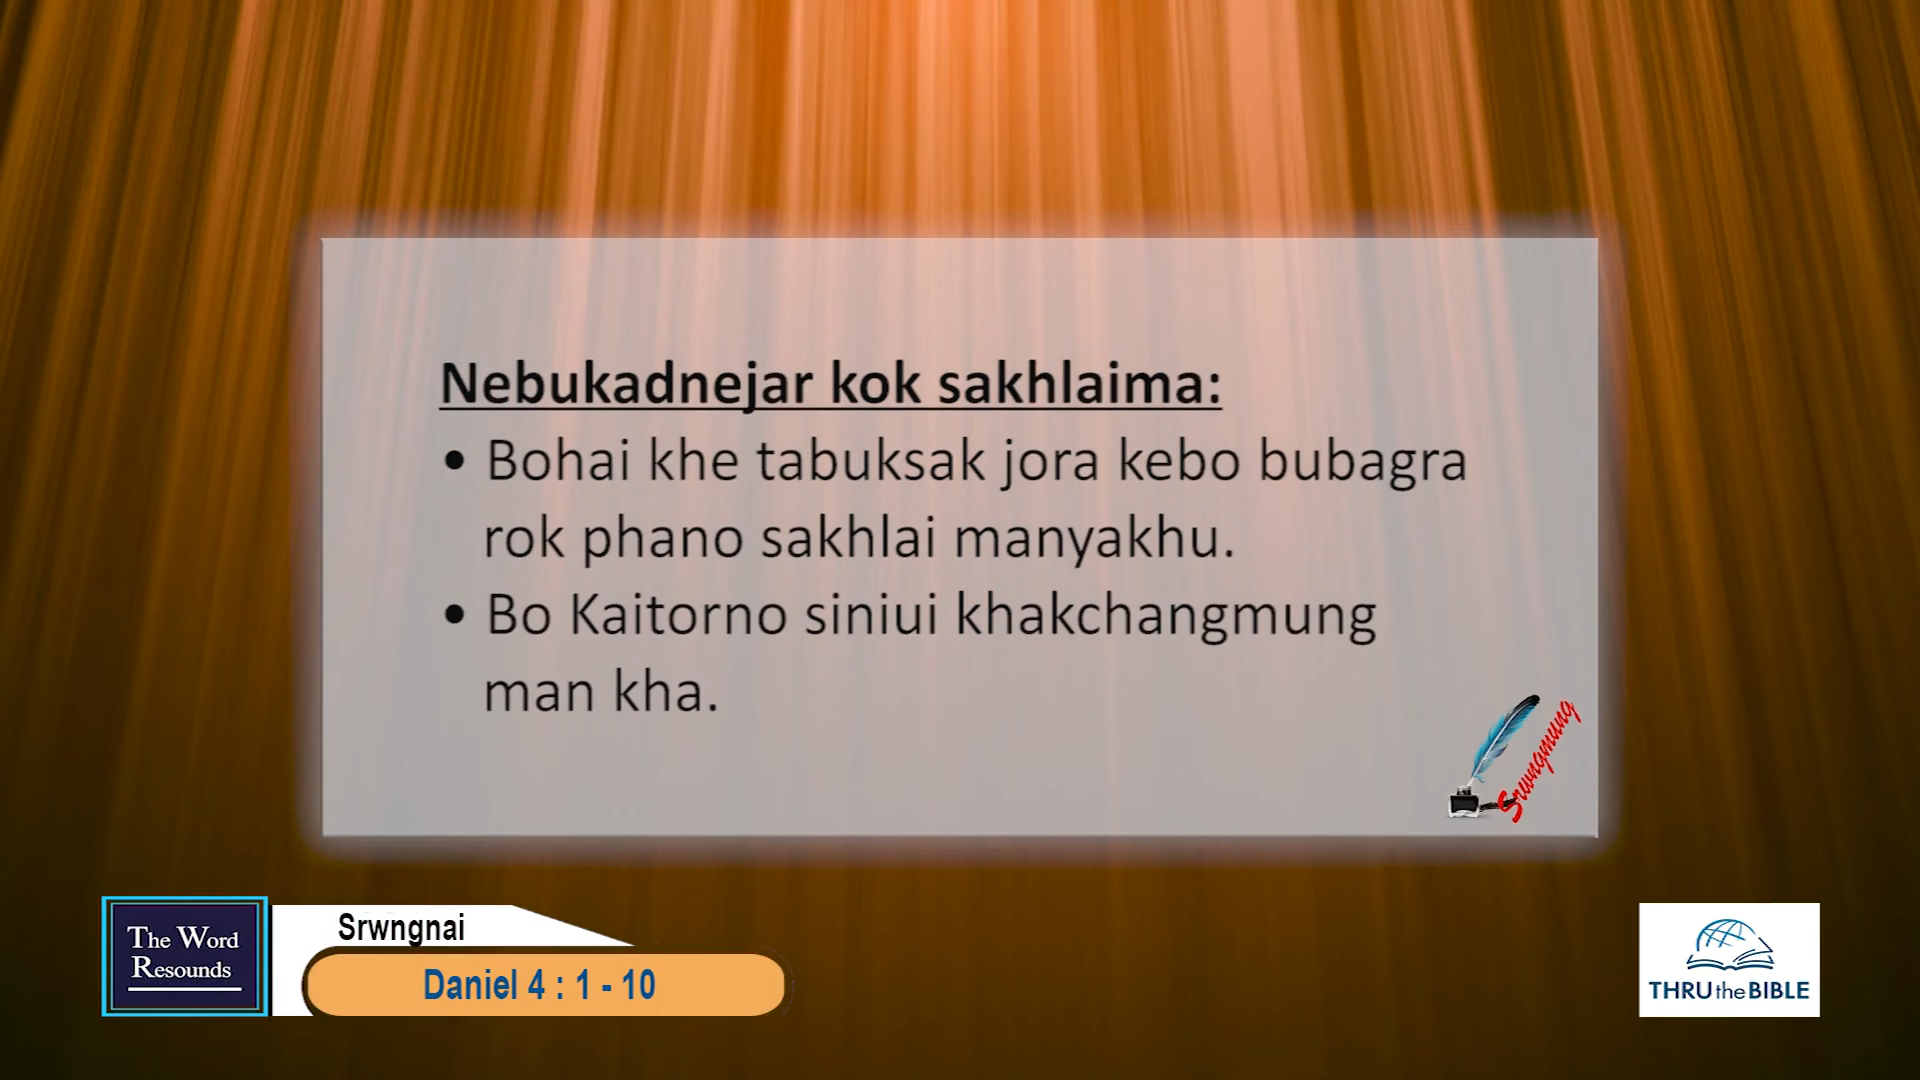 Nebukadnejar kok sakhlaima:
• Bohai khe tabuksak jora kebo bubagra
rok phano sakhlai manyakhu.
• Bo Kaitorno siniui khakchangmung
man kha.
Srwngmung
The Word
Resounds
Srwngnai
Daniel 4 : 1 - 10
THRU the BIBLE